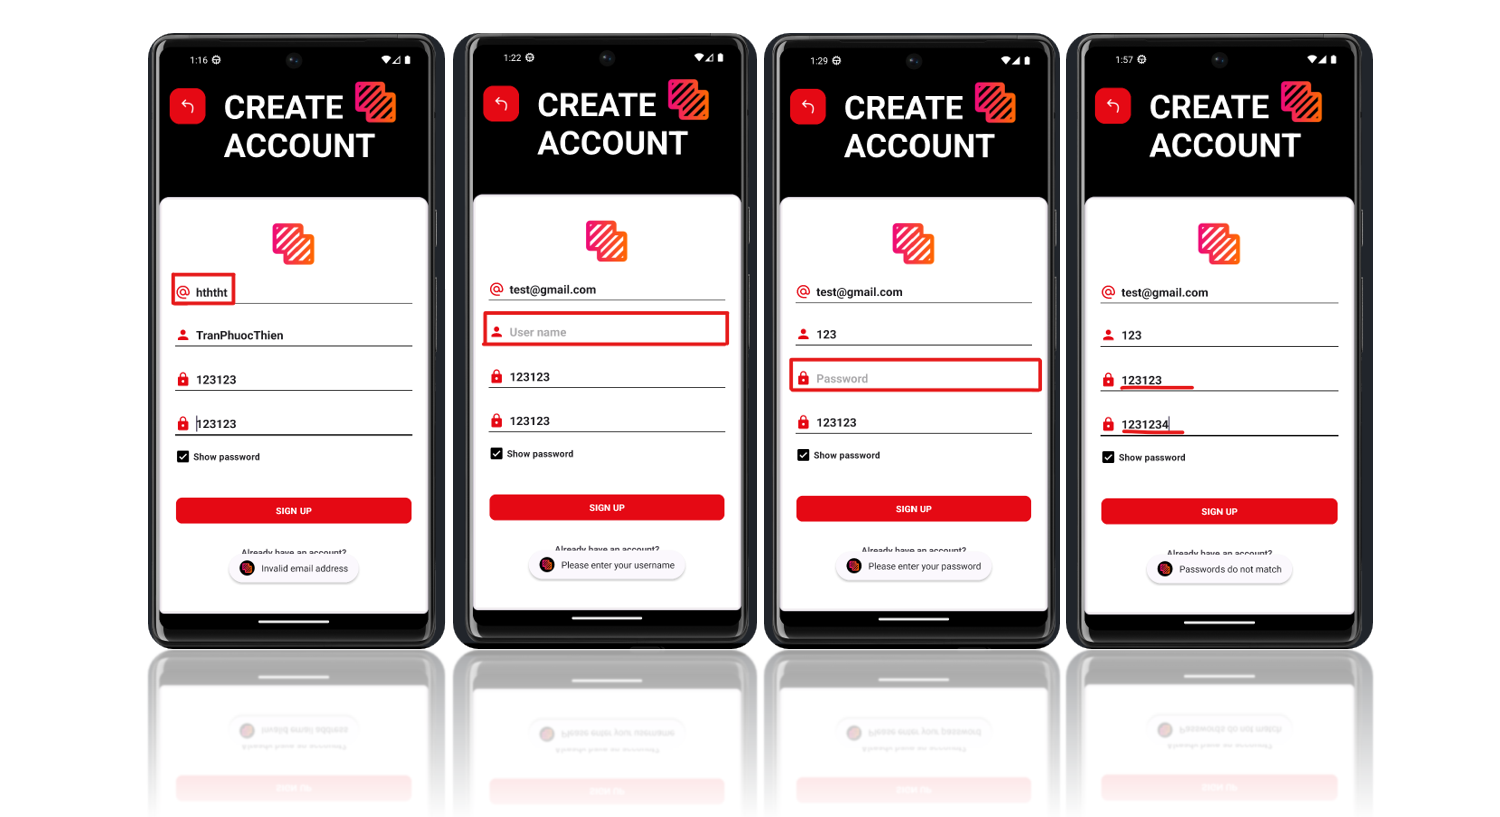 1:16
CREATE
ACCOUNT
hththt
TranPhuocThien
123123
123123
Show password
SIGN UP
Already have an account?
Invalid email address
1:22
CREATE
ACCOUNT
test@gmail.com
User name
123123
123123
Show password
SIGN UP
Already have an account?
Please enter your username
1:29
CREATE
ACCOUNT
test@gmail.com
123
Password
123123
Show password
SIGN UP
Already have an account?
Please enter your password
1:57
CREATE
ACCOUNT
test@gmail.com
123
123123
1231234
Show password
SIGN UP
Already have an account?
Passwords do not match